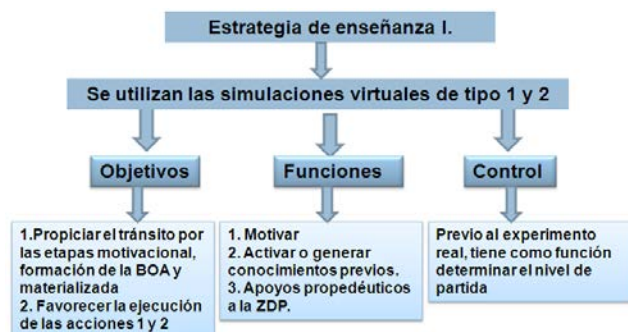 Estrategia de enseñanza I.
Se utilizan las simulaciones virtuales de tipo 1 y 2
Objetivos
Funciones
Control
1.Propiciar el tránsito por
las etapas motivacional,
formación de la BOA y
materializada
2. Favorecer la ejecución
de las acciones 1 y 2
1. Motivar
2. Activar o generar
conocimientos previos.
3. Apoyos propedéuticos
a la ZDP.
Previo al experimento
real, tiene como función
determinar el nivel de
partida